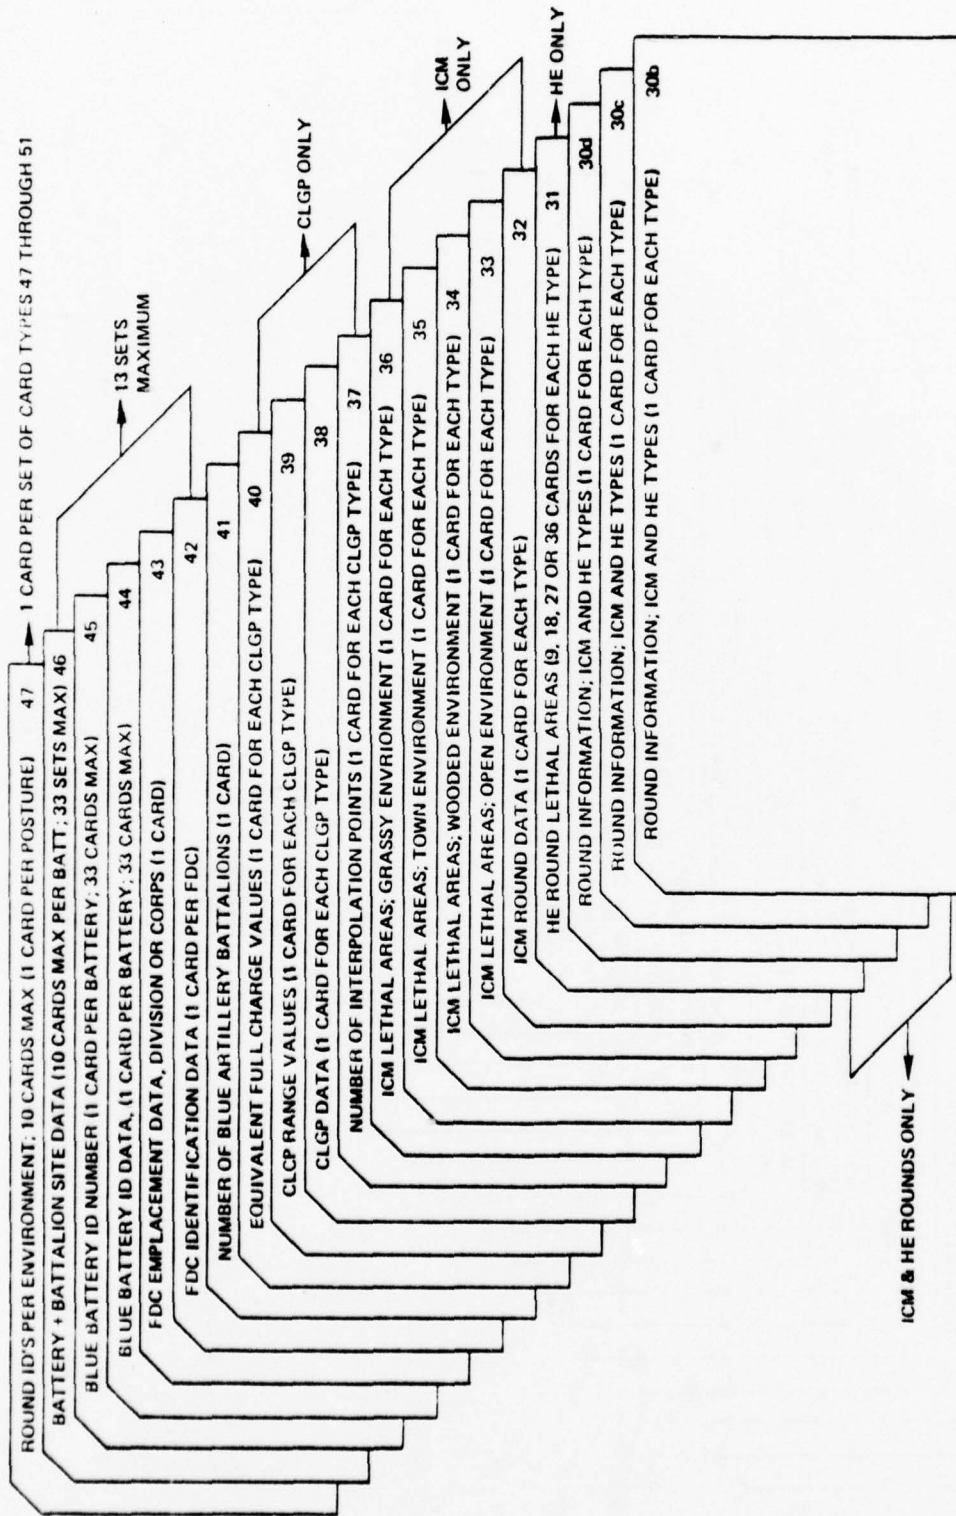 ROUND ID'S PER ENVIRONMENT; 10 CARDS MAX (1 CARD PER POSTURE) 47
1 CARD PER SET OF CARD TYPES 47 THROUGH 51
BATTERY + BATTALION SITE DATA (10 CARDS MAX PER BATT; 33 SETS MAX) 46
13 SETS
MAXIMUM
BLUE BATTERY ID NUMBER (1 CARD PER BATTERY; 33 CARDS MAX) 45
BLUE BATTERY ID DATA, (1 CARD PER BATTERY; 33 CARDS MAX) 44
FDC EMPLACEMENT DATA, DIVISION OR CORPS (1 CARD) 43
FDC IDENTIFICATION DATA (1 CARD PER FDC) 42
NUMBER OF BLUE ARTILLERY BATTALIONS (1 CARD) 41
EQUIVALENT FULL CHARGE VALUES (1 CARD FOR EACH CLGP TYPE) 40
CLGP ONLY
CLCP RANGE VALUES (1 CARD FOR EACH CLGP TYPE) 39
CLGP DATA (1 CARD FOR EACH CLGP TYPE) 38
NUMBER OF INTERPOLATION POINTS (1 CARD FOR EACH CLGP TYPE) 37
ICM LETHAL AREAS; GRASSY ENVRIONMENT (1 CARD FOR EACH TYPE) 36
ICM
ONLY
ICM LETHAL AREAS; TOWN ENVIRONMENT (1 CARD FOR EACH TYPE) 35
ICM LETHAL AREAS; WOODED ENVIRONMENT (1 CARD FOR EACH TYPE) 34
ICM LETHAL AREAS; OPEN ENVIRONMENT (1 CARD FOR EACH TYPE) 33
ICM ROUND DATA (1 CARD FOR EACH TYPE) 32
HE ROUND LETHAL AREAS (9, 18, 27 OR 36 CARDS FOR EACH HE TYPE) 31
HE ONLY
ROUND INFORMATION; ICM AND HE TYPES (1 CARD FOR EACH TYPE) 30d
ROUND INFORMATION; ICM AND HE TYPES (1 CARD FOR EACH TYPE) 30c
ROUND INFORMATION; ICM AND HE TYPES (1 CARD FOR EACH TYPE) 30b
ICM & HE ROUNDS ONLY